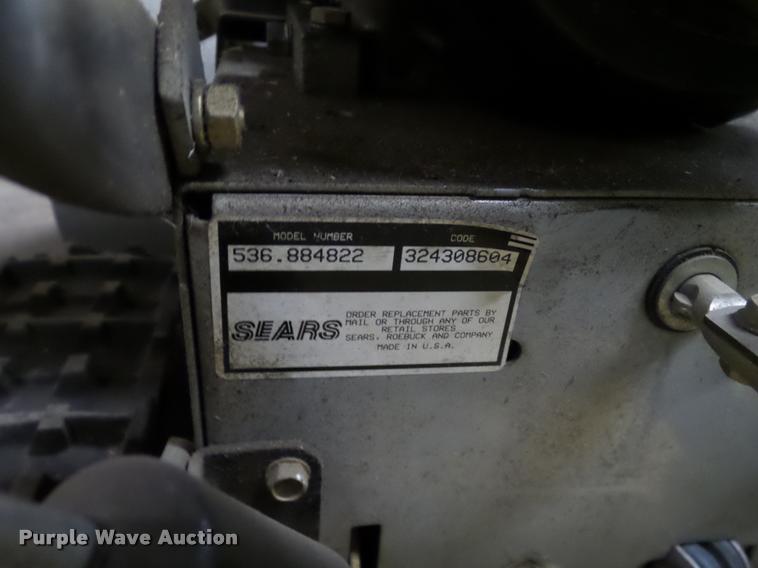 MODEL NUMBER CODE
536.884822 324308604
SEARS
ORDER REPLACEMENT PARTS BY
MAIL OR THROUGH ANY OF OUR
RETAIL STORES
SEARS, ROEBUCK AND COMPANY
MADE IN U.S.A.
Purple Wave Auction